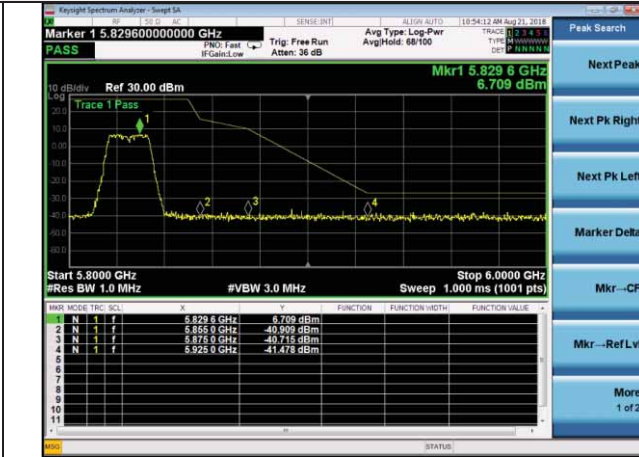 Keysight Spectrum Analyzer - Swept SA
RF 50 Ω AC SENSE:INT ALIGN AUTO 10:54:12 AM Aug 21, 2018
Marker 1 5.829600000000 GHz
PASS
PNO: Fast
IFGain:Low
Trig: Free Run
Atten: 36 dB
Avg Type: Log-Pwr
Avg|Hold: 68/100
TRACE 1 2 3 4 5 6
TYPE MWWWWW
DET P NNNNN
Peak Search
Next Peak
Next Pk Right
Next Pk Left
Marker Delta
Mkr→CF
Mkr→Ref Lvl
More
1 of 2
Mkr1 5.829 6 GHz
6.709 dBm
10 dB/div Ref 30.00 dBm
Log
Trace 1 Pass
20.0
10.0
0.00
-10.0
-20.0
-30.0
-40.0
-50.0
-60.0
1
2
3
4
Start 5.8000 GHz
Stop 6.0000 GHz
#Res BW 1.0 MHz
#VBW 3.0 MHz
Sweep 1.000 ms (1001 pts)
MKR MODE TRC SCL X Y FUNCTION FUNCTION WIDTH FUNCTION VALUE
1 N 1 f 5.829 6 GHz 6.709 dBm
2 N 1 f 5.855 0 GHz -40.909 dBm
3 N 1 f 5.875 0 GHz -40.715 dBm
4 N 1 f 5.925 0 GHz -41.478 dBm
5
6
7
8
9
10
11
MSG
STATUS